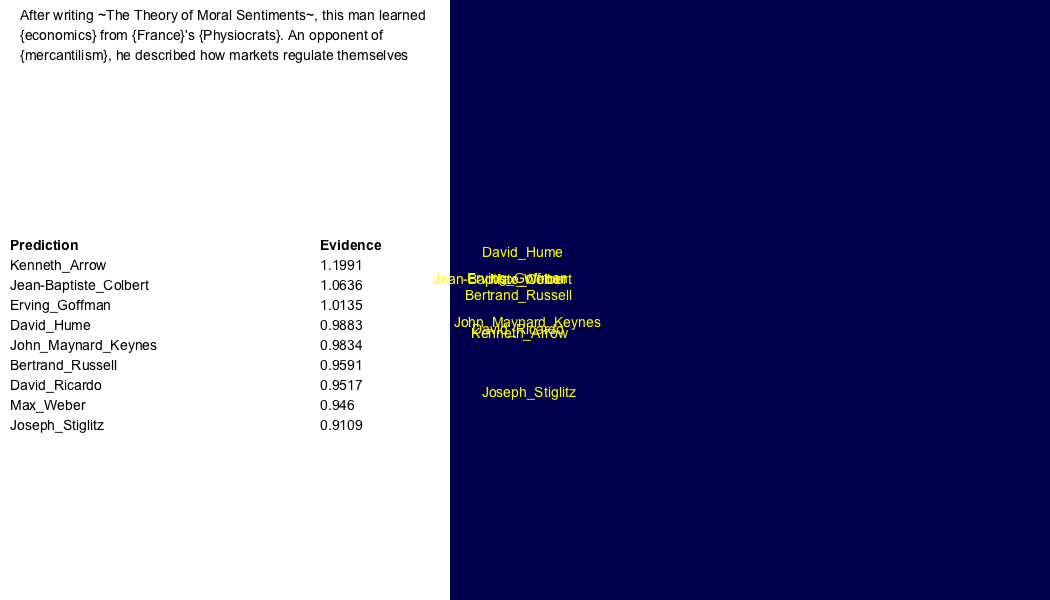 After writing ~The Theory of Moral Sentiments~, this man learned
{economics} from {France}'s {Physiocrats}. An opponent of
{mercantilism}, he described how markets regulate themselves
Prediction Evidence
Kenneth_Arrow 1.1991
Jean-Baptiste_Colbert 1.0636
Erving_Goffman 1.0135
David_Hume 0.9883
John_Maynard_Keynes 0.9834
Bertrand_Russell 0.9591
David_Ricardo 0.9517
Max_Weber 0.946
Joseph_Stiglitz 0.9109
David_Hume
Erving_Goffman
Jean-Baptiste_Colbert
Max_Weber
Bertrand_Russell
John_Maynard_Keynes
David_Ricardo
Kenneth_Arrow
Joseph_Stiglitz